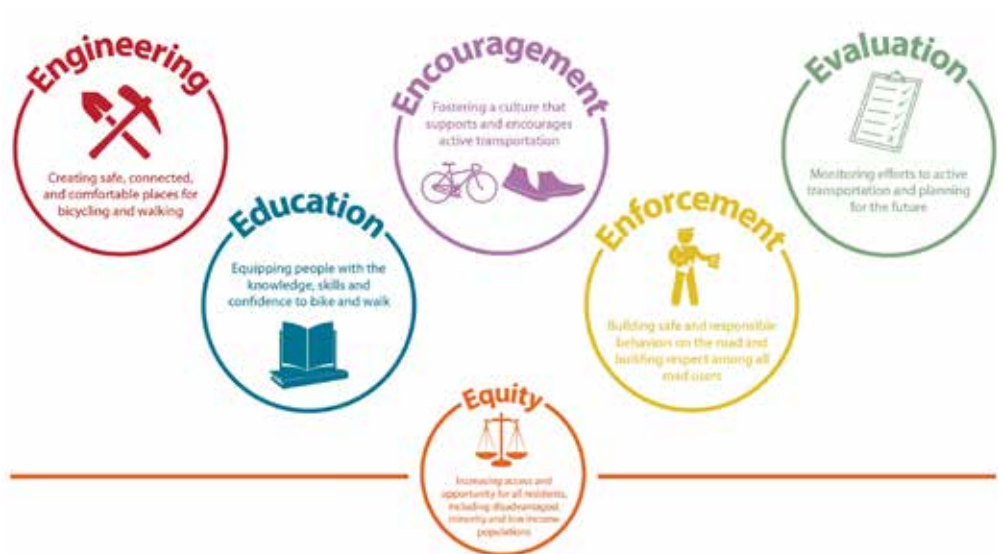 Engineering
Creating safe, connected,
and comfortable places for
bicycling and walking
Education
Equipping people with the
knowledge, skills and
confidence to bike and walk
Encouragement
Fostering a culture that
supports and encourages
active transportation
Enforcement
Building safe and responsible
behaviors on the road and
building respect among all
road users
Evaluation
Monitoring efforts to active
transportation and planning
for the future
Equity
Increasing access and
opportunity for all residents,
including disadvantaged,
minority and low income
populations